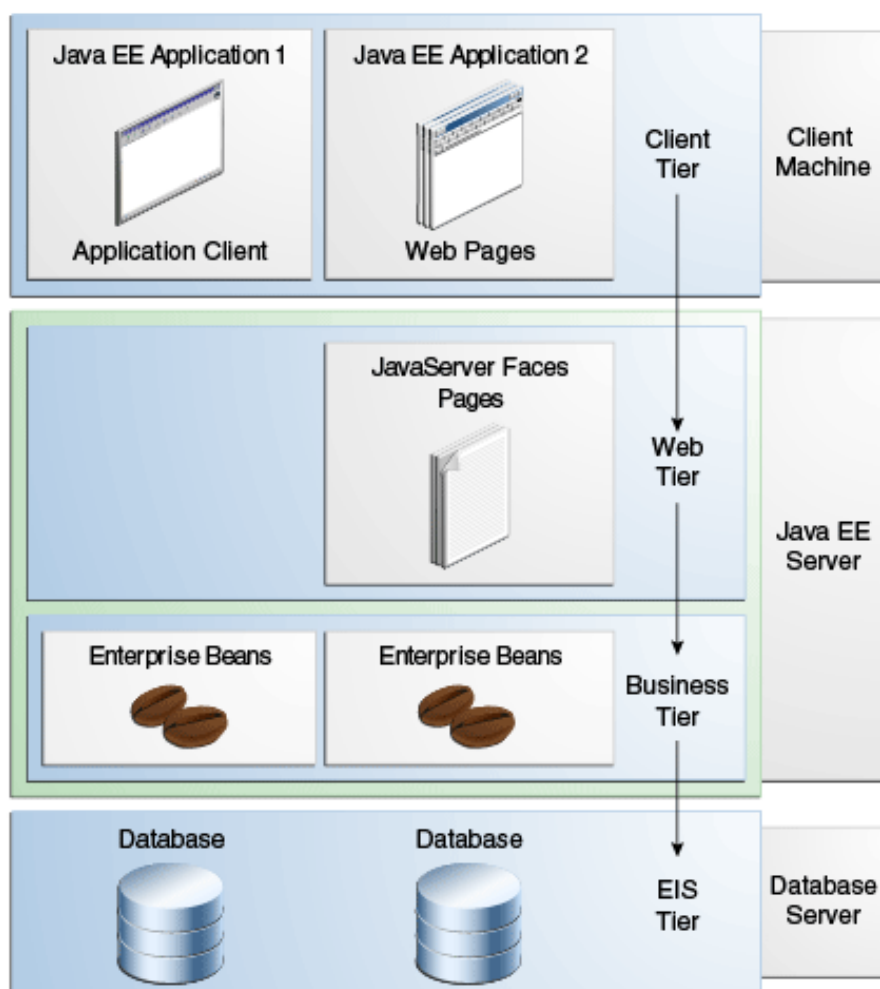 Java EE Application 1
Java EE Application 2
Application Client
Web Pages
Client
Tier
Client
Machine
JavaServer Faces
Pages
Web
Tier
Java EE
Server
Enterprise Beans
Enterprise Beans
Business
Tier
Database
Database
EIS
Tier
Database
Server